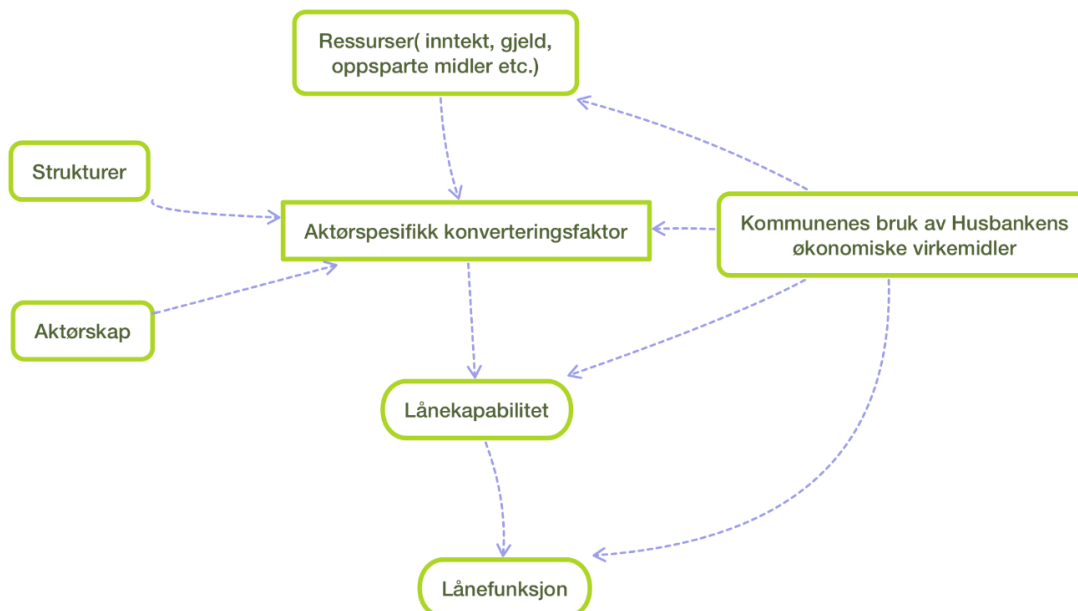 Ressurser( inntekt, gjeld,
oppsparte midler etc.)
Strukturer
Aktørspesifikk konverteringsfaktor
Kommunenes bruk av Husbankens
økonomiske virkemidler
Aktørskap
Lånekapabilitet
Lånefunksjon